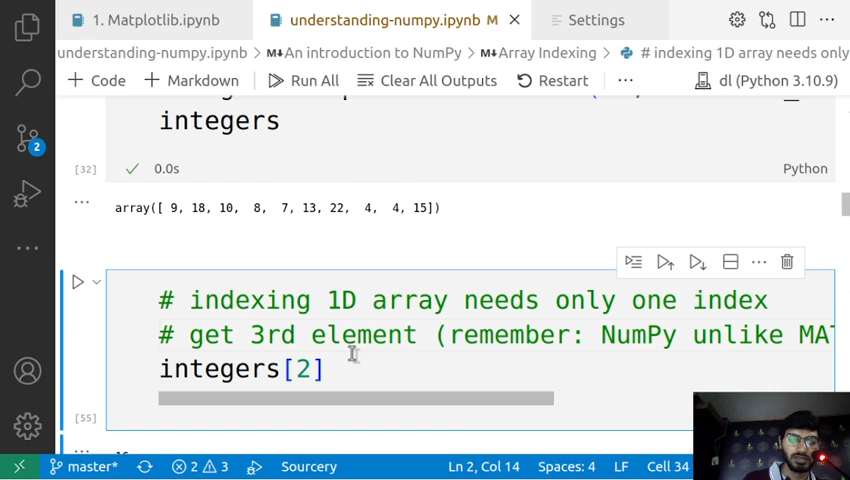 1. Matplotlib.ipynb
understanding-numpy.ipynb M
Settings
understanding-numpy.ipynb > M↓An introduction to NumPy > M↓Array Indexing > # indexing 1D array needs only
+ Code + Markdown Run All Clear All Outputs Restart ... dl (Python 3.10.9)
integers
[32] 0.0s Python
array([ 9, 18, 10, 8, 7, 13, 22, 4, 4, 15])
# indexing 1D array needs only one index
# get 3rd element (remember: NumPy unlike MAT
integers[2]
[55]
2
master* 2 3 Sourcery Ln 2, Col 14 Spaces: 4 LF Cell 34